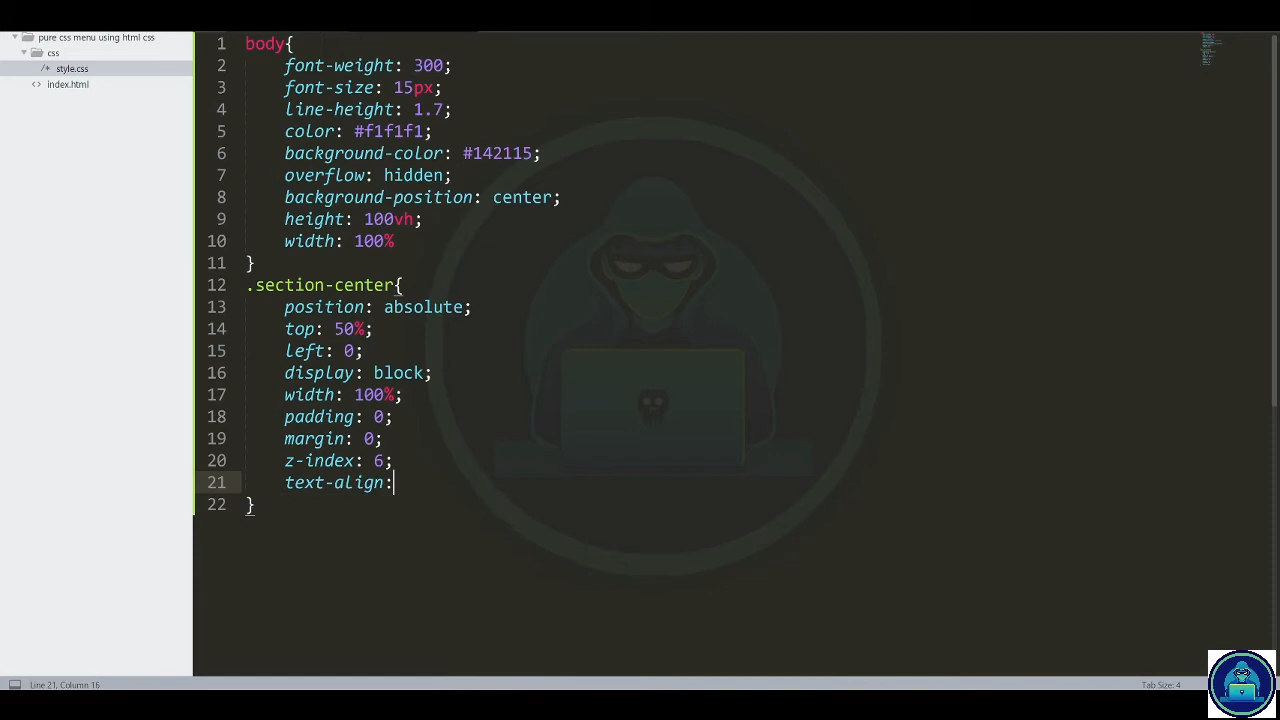 pure css menu using html css
css
/* style.css
<> index.html
1 body{
2 font-weight: 300;
3 font-size: 15px;
4 line-height: 1.7;
5 color: #f1f1f1;
6 background-color: #142115;
7 overflow: hidden;
8 background-position: center;
9 height: 100vh;
10 width: 100%
11 }
12 .section-center{
13 position: absolute;
14 top: 50%;
15 left: 0;
16 display: block;
17 width: 100%;
18 padding: 0;
19 margin: 0;
20 z-index: 6;
21 text-align:
22 }
Line 21, Column 16
Tab Size: 4